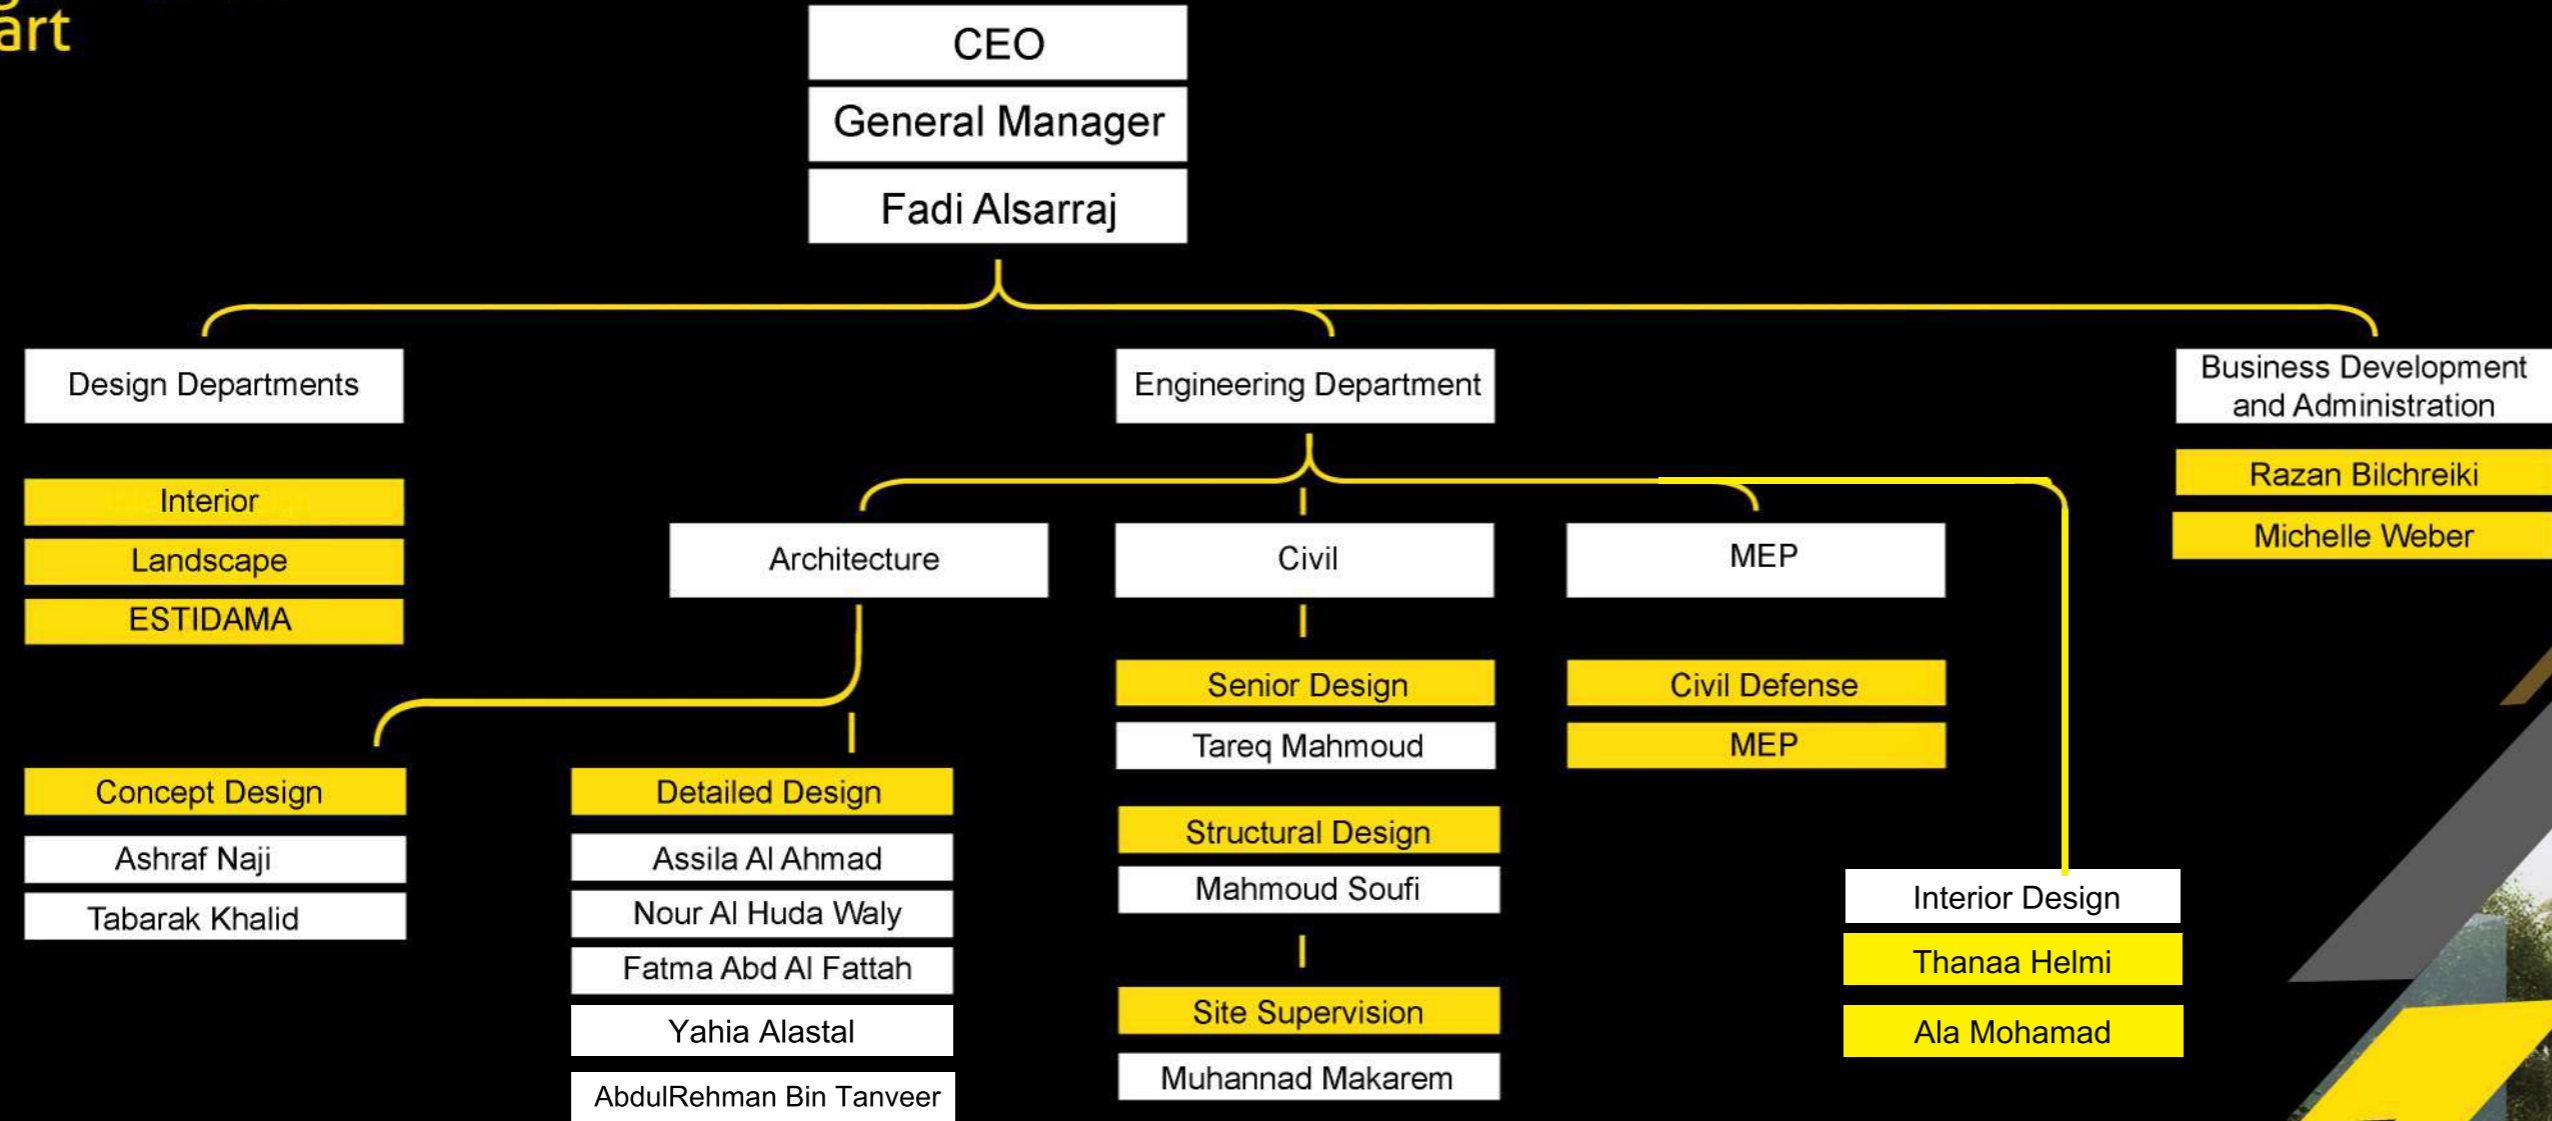 art
CEO
General Manager
Fadi Alsarraj
Design Departments
Interior
Landscape
ESTIDAMA
Engineering Department
Business Development
and Administration
Razan Bilchreiki
Michelle Weber
Architecture
Civil
MEP
Concept Design
Ashraf Naji
Tabarak Khalid
Detailed Design
Assila Al Ahmad
Nour Al Huda Waly
Fatma Abd Al Fattah
Yahia Alastal
AbdulRehman Bin Tanveer
Senior Design
Tareq Mahmoud
Structural Design
Mahmoud Soufi
Site Supervision
Muhannad Makarem
Civil Defense
MEP
Interior Design
Thanaa Helmi
Ala Mohamad